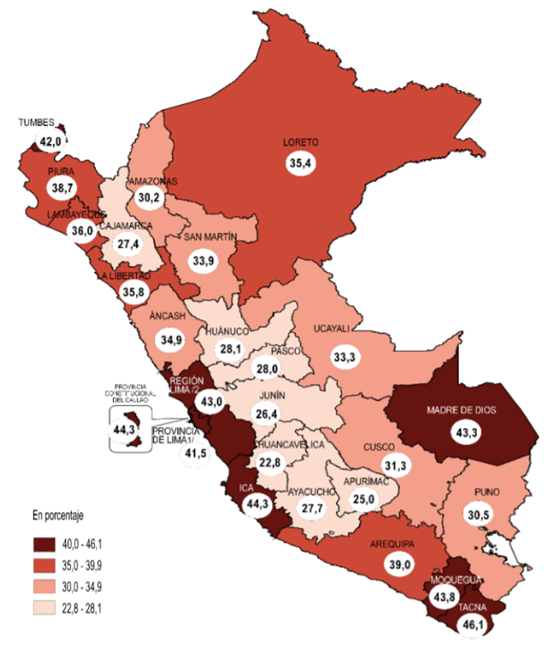 TUMBES
42,0
PIURA
38,7
LAMBAYEQUE
36,0
CAJAMARCA
27,4
AMAZONAS
30,2
LORETO
35,4
SAN MARTÍN
33,9
LA LIBERTAD
35,8
ÀNCASH
34,9
HUÁNUCO
28,1
UCAYALI
33,3
PASCO
28,0
REGIÓN
LIMA /2
43,0
JUNÍN
26,4
PROVINCIA
CONSTITUCIONAL
DEL CALLAO
44,3
PROVINCIA
DE LIMA1/
41,5
MADRE DE DIOS
43,3
HUANCAVELICA
22,8
CUSCO
31,3
ICA
44,3
AYACUCHO
27,7
APURÍMAC
25,0
PUNO
30,5
AREQUIPA
39,0
MOQUEGUA
43,8
TACNA
46,1
En porcentaje
40,0 - 46,1
35,0 - 39,9
30,0 - 34,9
22,8 - 28,1